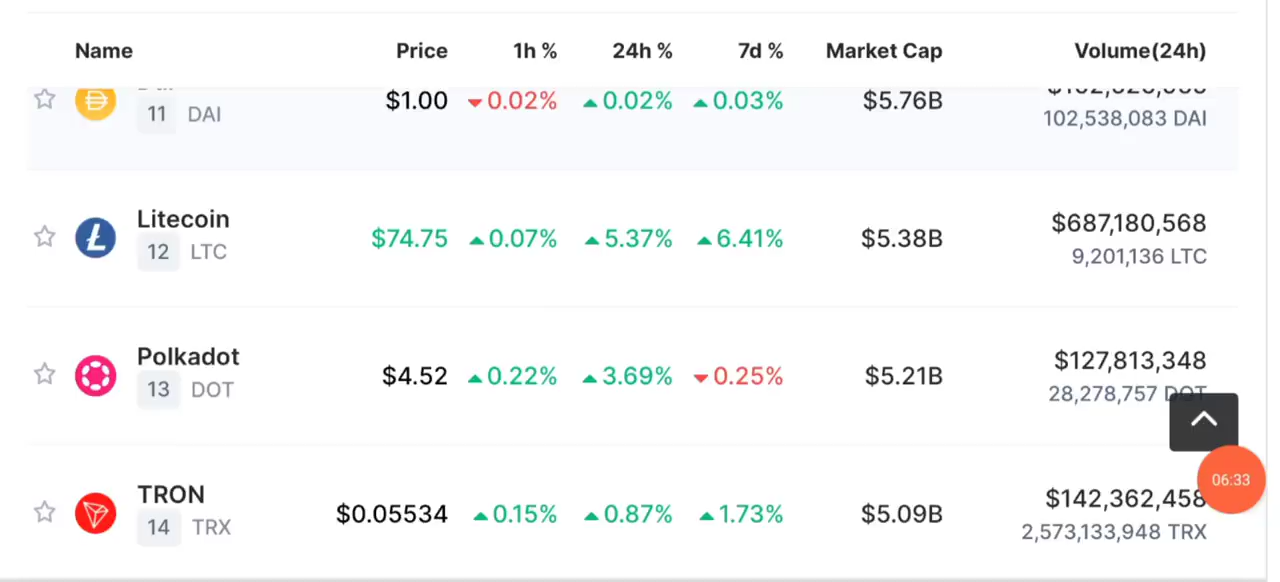 Name Price 1h % 24h % 7d % Market Cap Volume(24h)
11 DAI $1.00 0.02% 0.02% 0.03% $5.76B
102,538,083 DAI
Litecoin
12 LTC $74.75 0.07% 5.37% 6.41% $5.38B $687,180,568
9,201,136 LTC
Polkadot
13 DOT $4.52 0.22% 3.69% 0.25% $5.21B $127,813,348
28,278,757 DOT
TRON
14 TRX $0.05534 0.15% 0.87% 1.73% $5.09B $142,362,458
2,573,133,948 TRX
06:33